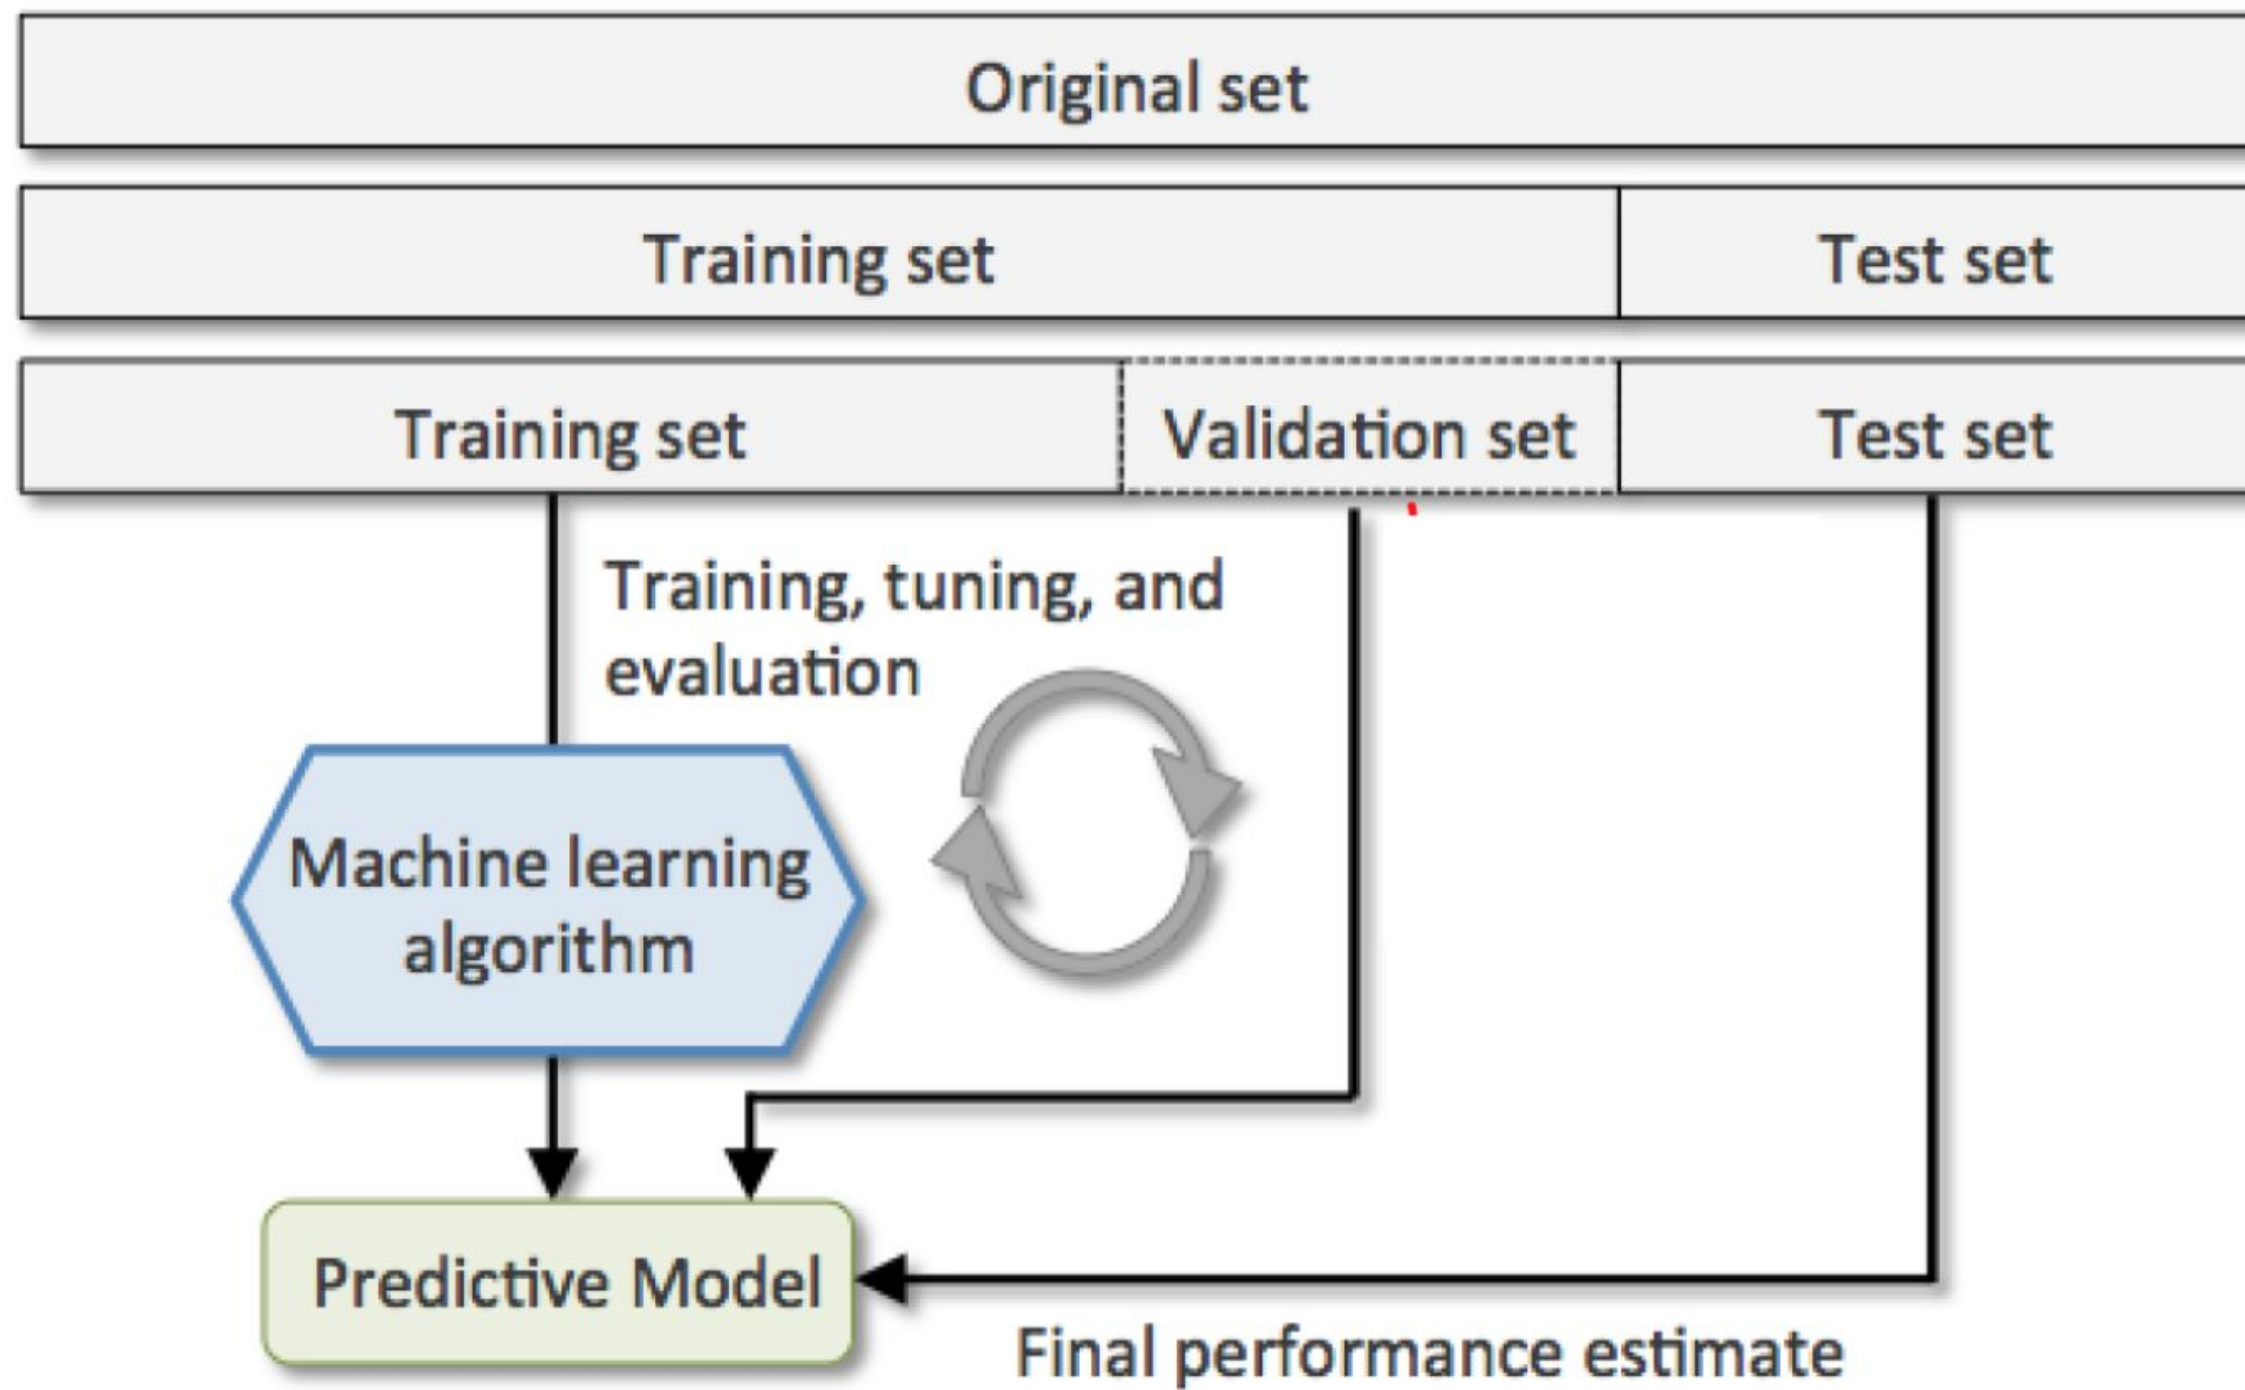 Original set
Training set
Test set
Training set
Validation set
Test set
Training, tuning, and
evaluation
Machine learning
algorithm
Predictive Model
Final performance estimate